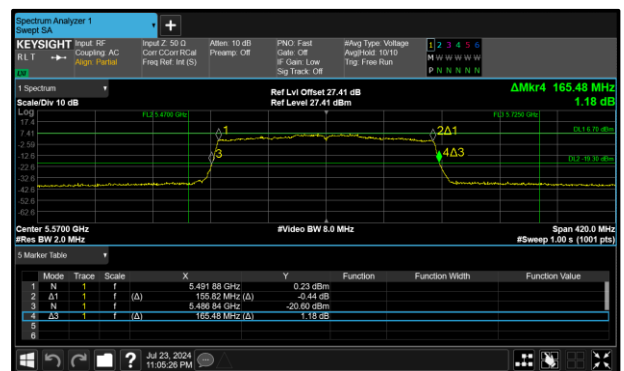 Spectrum Analyzer 1
Swept SA
+
KEYSIGHT Input: RF Input Z: 50 Ω Atten: 10 dB PNO: Fast #Avg Type: Voltage 1 2 3 4 5 6
RLT Coupling: AC Corr CCorr RCal Preamp: Off Gate: Off Avg|Hold: 10/10 M W W W W W
Align: Partial Freq Ref: Int (S) IF Gain: Low Trig: Free Run
Sig Track: Off P N N N N N
1 Spectrum Ref Lvl Offset 27.41 dB ΔMkr4 165.48 MHz
Scale/Div 10 dB Ref Level 27.41 dBm 1.18 dB
Log
17.4 FL2 5.4700 GHz FL3 5.7250 GHz
7.41 1 2Δ1 DL1 6.70 dBm
-2.59
-12.6 3 4Δ3 DL2 -19.30 dBm
-22.6
-32.6
-42.6
-52.6
-62.6
Center 5.5700 GHz #Video BW 8.0 MHz Span 420.0 MHz
#Res BW 2.0 MHz #Sweep 1.00 s (1001 pts)
5 Marker Table
Mode Trace Scale X Y Function Function Width Function Value
1 N 1 f 5.491 88 GHz 0.23 dBm
2 Δ1 1 f (Δ) 155.82 MHz (Δ) -0.44 dB
3 N 1 f 5.486 84 GHz -20.60 dBm
4 Δ3 1 f (Δ) 165.48 MHz (Δ) 1.18 dB
5
6
? Jul 23, 2024
11:05:26 PM